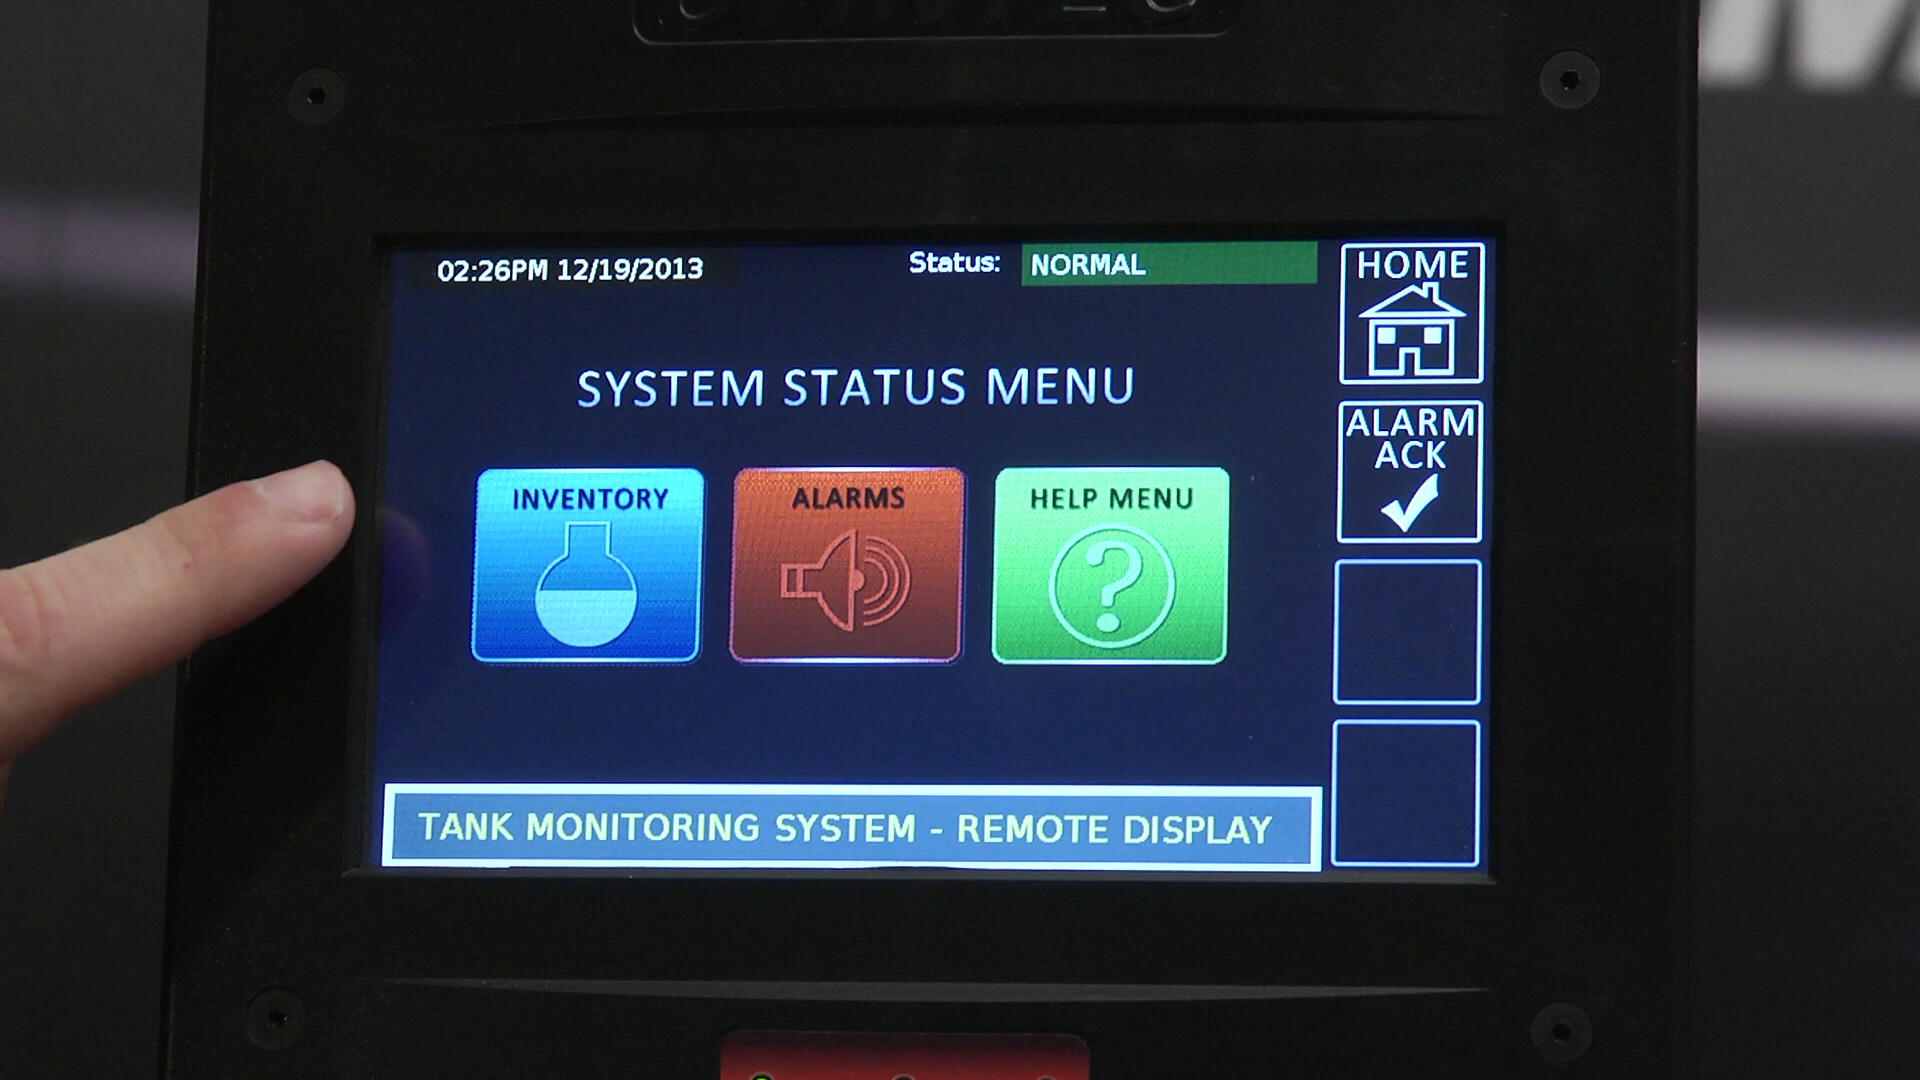 02:26PM 12/19/2013
Status: NORMAL
HOME
SYSTEM STATUS MENU
ALARM
ACK
INVENTORY
ALARMS
HELP MENU
TANK MONITORING SYSTEM - REMOTE DISPLAY